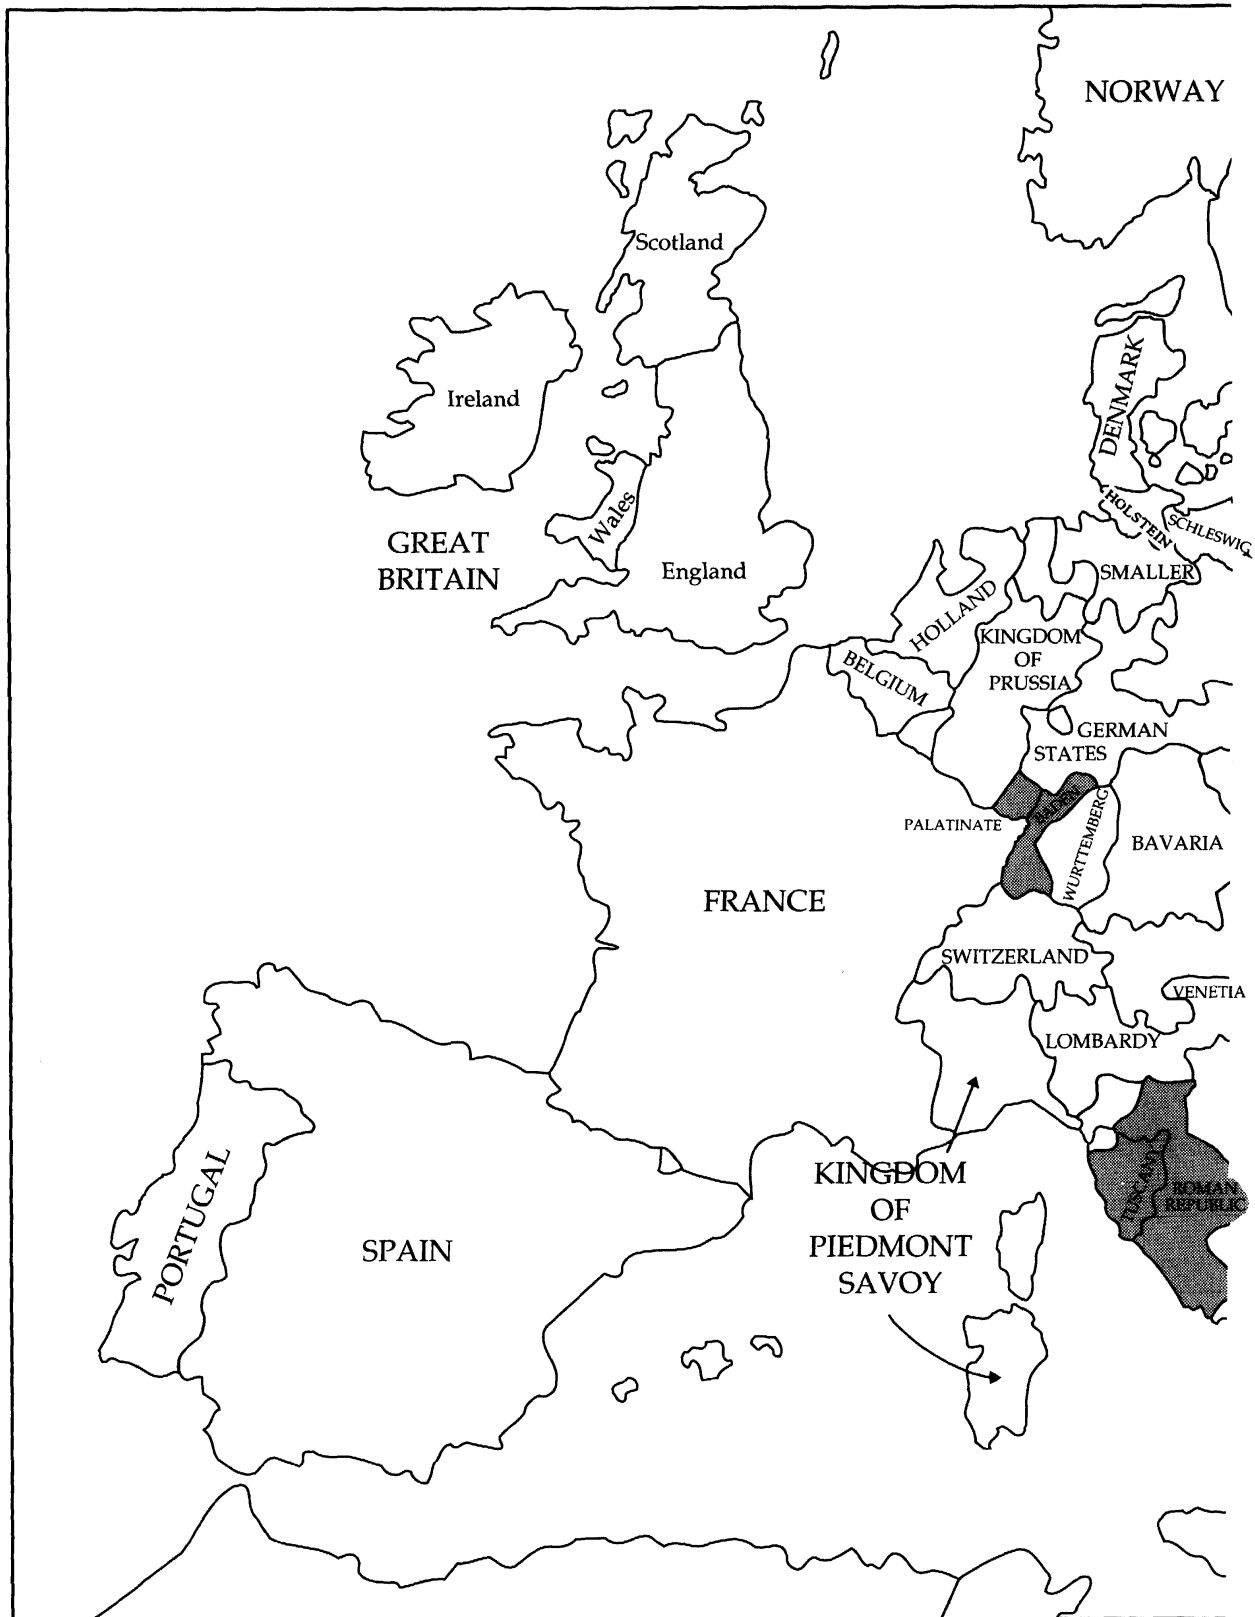 NORWAY
Scotland
DENMARK
Ireland
HOLSTEIN
SCHLESWIG
Wales
GREAT
BRITAIN
England
SMALLER
HOLLAND
KINGDOM
OF
PRUSSIA
BELGIUM
GERMAN
STATES
BADEN
PALATINATE
WURTTEMBERG
BAVARIA
FRANCE
SWITZERLAND
VENETIA
LOMBARDY
PORTUGAL
KINGDOM
OF
PIEDMONT
SAVOY
TUSCANY
ROMAN
REPUBLIC
SPAIN